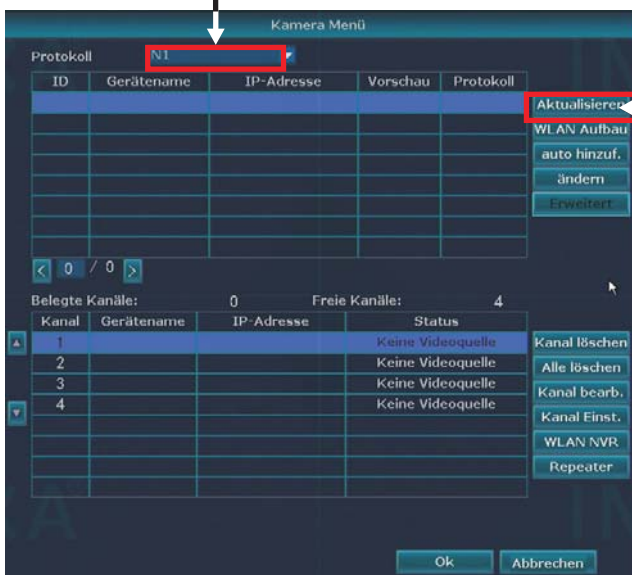 Kamera Menü
Protokoll N1
ID Gerätename IP-Adresse Vorschau Protokoll
Aktualisieren
WLAN Aufbau
auto hinzuf.
ändern
Erweitert
< 0 / 0 >
Belegte Kanäle: 0 Freie Kanäle: 4
Kanal Gerätename IP-Adresse Status
1 Keine Videoquelle
2 Keine Videoquelle
3 Keine Videoquelle
4 Keine Videoquelle
Kanal löschen
Alle löschen
Kanal bearb.
Kanal Einst.
WLAN NVR
Repeater
Ok Abbrechen